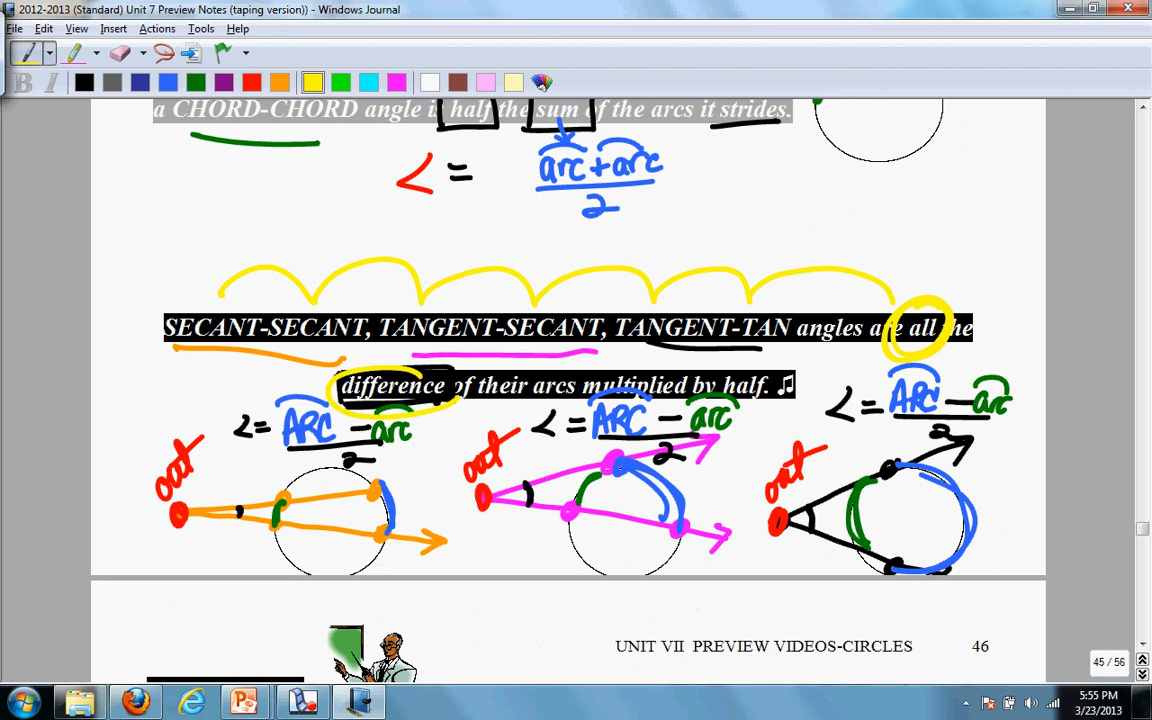 2012-2013 (Standard) Unit 7 Preview Notes (taping version)) - Windows Journal
File Edit View Insert Actions Tools Help
B I
a CHORD-CHORD angle is half the sum of the arcs it strides.
∠ = arc + arc
2
SECANT-SECANT, TANGENT-SECANT, TANGENT-TAN angles are all the
difference of their arcs multiplied by half. ♫
∠ = ARC - arc
2
∠ = ARC - arc
2
∠ = ARC - arc
2
out
out
out
UNIT VII PREVIEW VIDEOS-CIRCLES 46
45 / 56
5:55 PM
3/23/2013